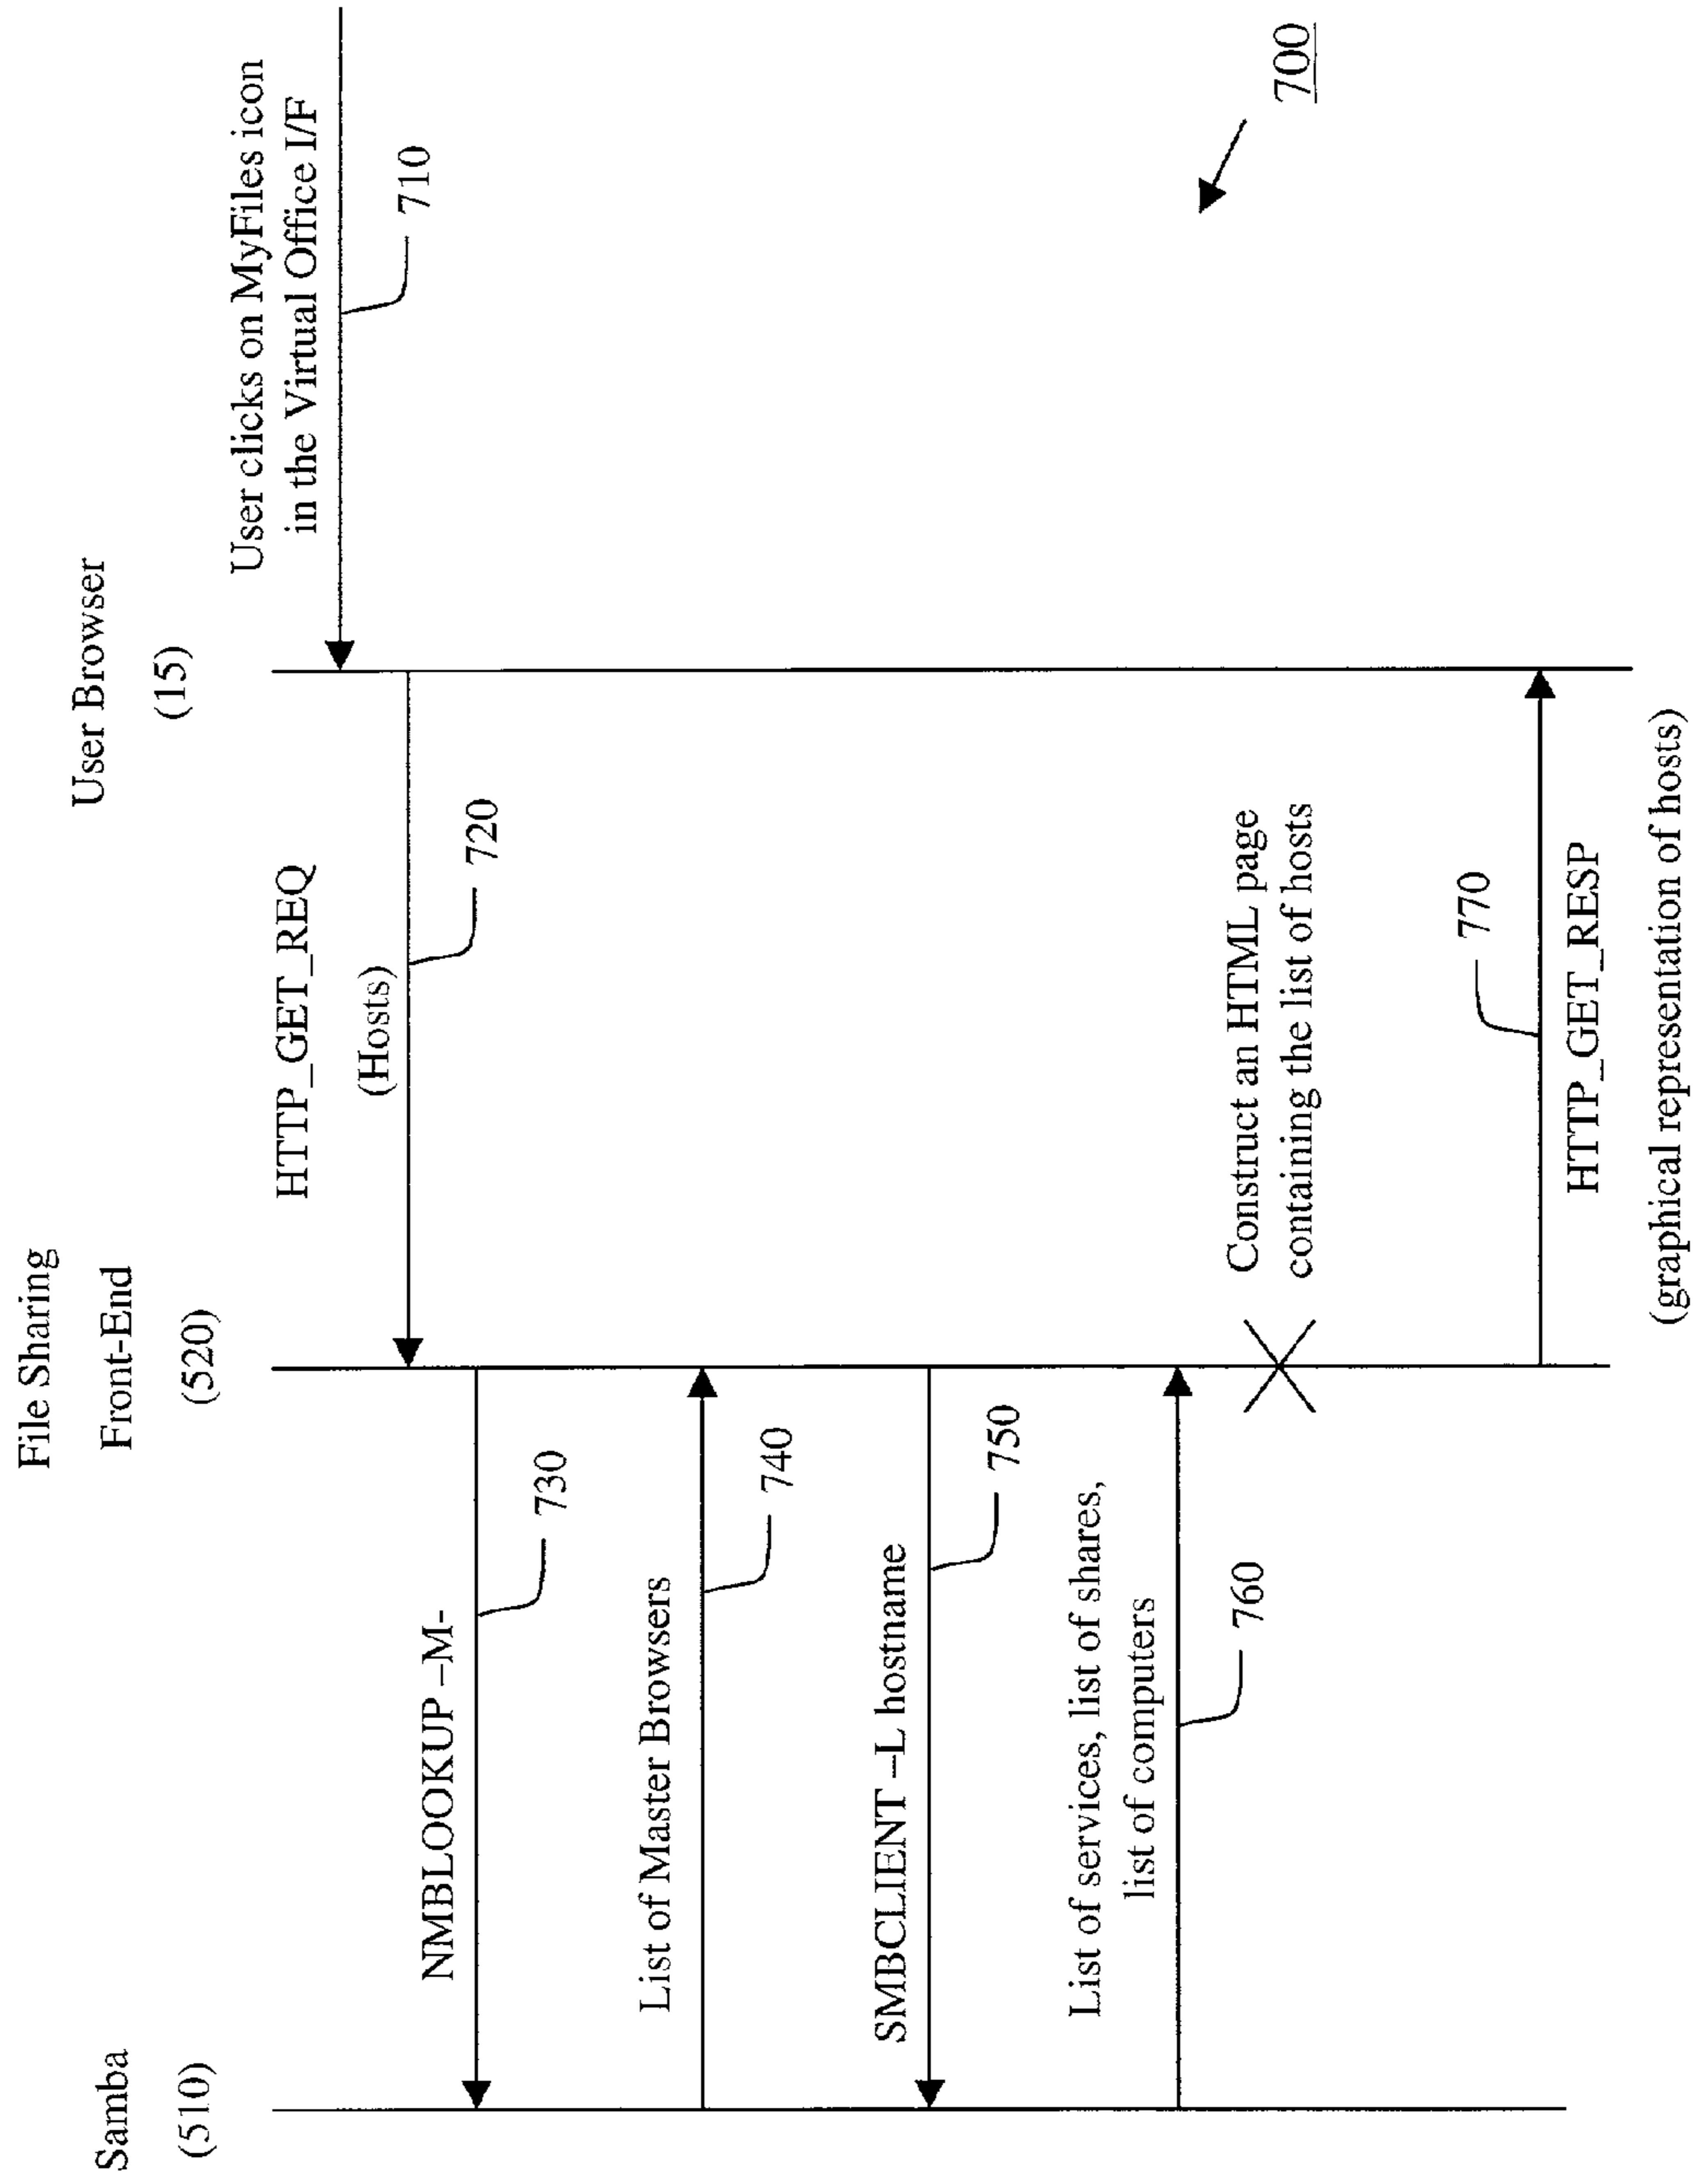 Samba
(510)
File Sharing
Front-End
(520)
User Browser
(15)
User clicks on MyFiles icon
in the Virtual Office I/F
710
HTTP_GET_REQ
(Hosts)
720
NMBLOOKUP –M-
730
List of Master Browsers
740
SMBCLIENT –L hostname
750
List of services, list of shares,
list of computers
760
Construct an HTML page
containing the list of hosts
770
HTTP_GET_RESP
(graphical representation of hosts)
700